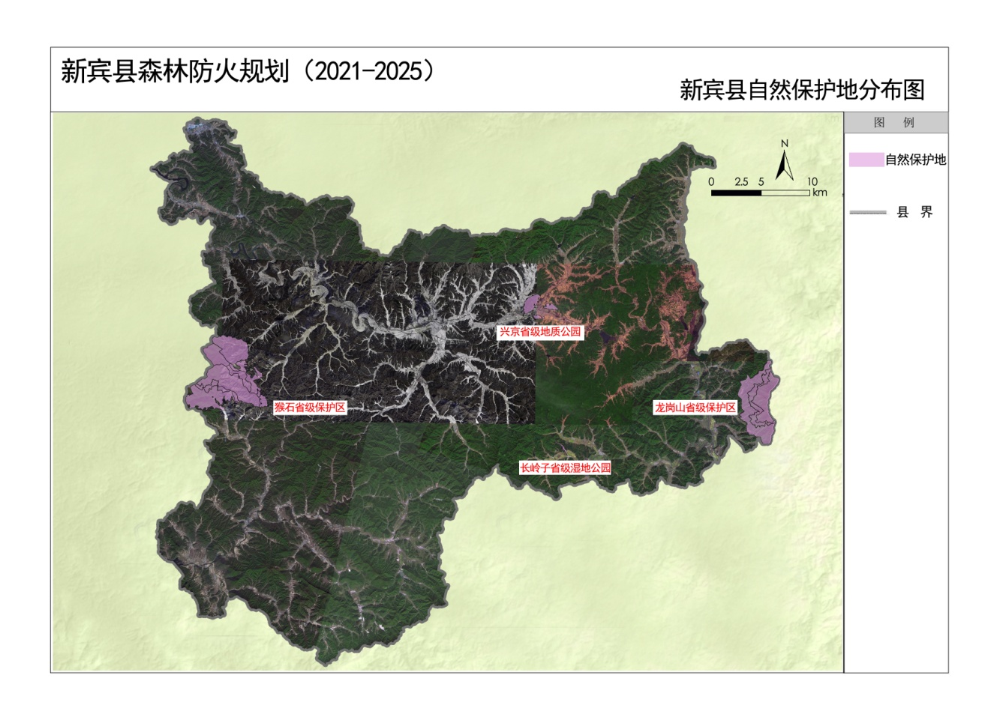 新宾县森林防火规划（2021-2025）
新宾县自然保护地分布图
图 例
自然保护地
县 界
N
0 2.5 5 10
km
兴京省级地质公园
猴石省级保护区
龙岗山省级保护区
长岭子省级湿地公园